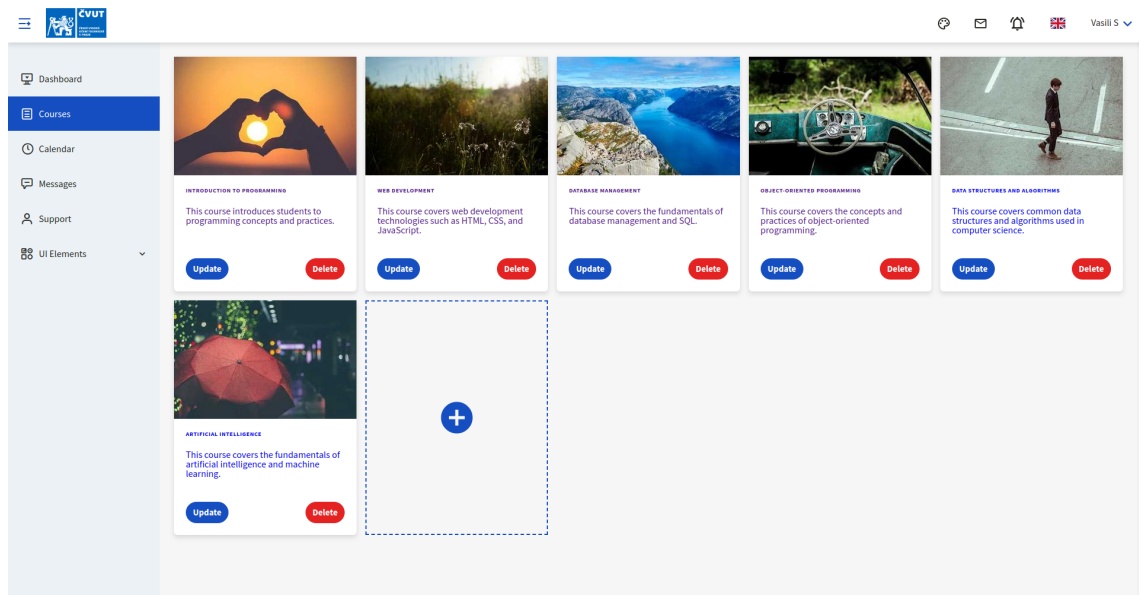 ČVUT
ČESKÉ VYSOKÉ
UČENÍ TECHNICKÉ
V PRAZE
Vasili S
Dashboard
Courses
Calendar
Messages
Support
UI Elements
INTRODUCTION TO PROGRAMMING
This course introduces students to
programming concepts and practices.
Update
Delete
WEB DEVELOPMENT
This course covers web development
technologies such as HTML, CSS, and
JavaScript.
Update
Delete
DATABASE MANAGEMENT
This course covers the fundamentals of
database management and SQL.
Update
Delete
OBJECT-ORIENTED PROGRAMMING
This course covers the concepts and
practices of object-oriented
programming.
Update
Delete
DATA STRUCTURES AND ALGORITHMS
This course covers common data
structures and algorithms used in
computer science.
Update
Delete
ARTIFICIAL INTELLIGENCE
This course covers the fundamentals of
artificial intelligence and machine
learning.
Update
Delete